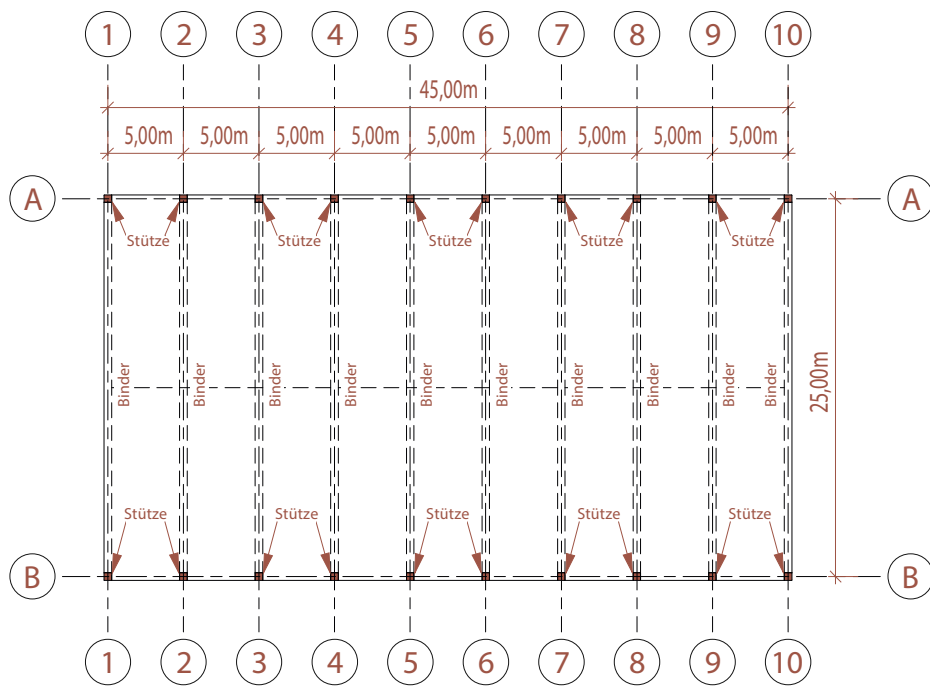 1 2 3 4 5 6 7 8 9 10
45,00m
5,00m 5,00m 5,00m 5,00m 5,00m 5,00m 5,00m 5,00m 5,00m
A A
Stütze Stütze Stütze Stütze Stütze
Binder Binder Binder Binder Binder Binder Binder Binder Binder Binder
25,00m
Stütze Stütze Stütze Stütze Stütze
B B
1 2 3 4 5 6 7 8 9 10